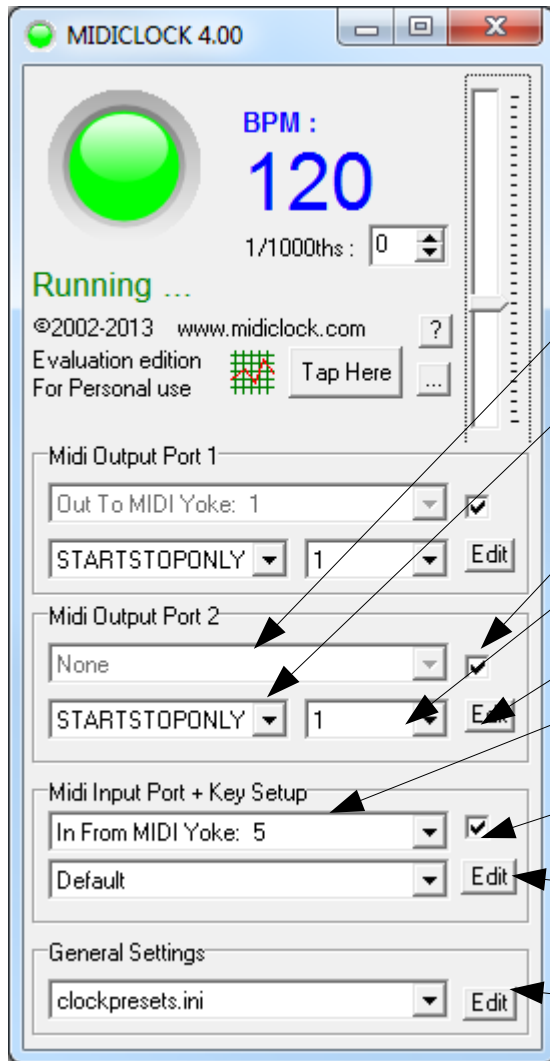 MIDICLOCK 4.00
BPM :
120
1/1000ths : 0
Running ...
©2002-2013 www.midiclock.com ?
Evaluation edition
For Personal use
Tap Here ...
Midi Output Port 1
Out To MIDI Yoke: 1
STARTSTOPONLY 1 Edit
Midi Output Port 2
None
STARTSTOPONLY 1 Edit
Midi Input Port + Key Setup
In From MIDI Yoke: 5
Default Edit
General Settings
clockpresets.ini Edit